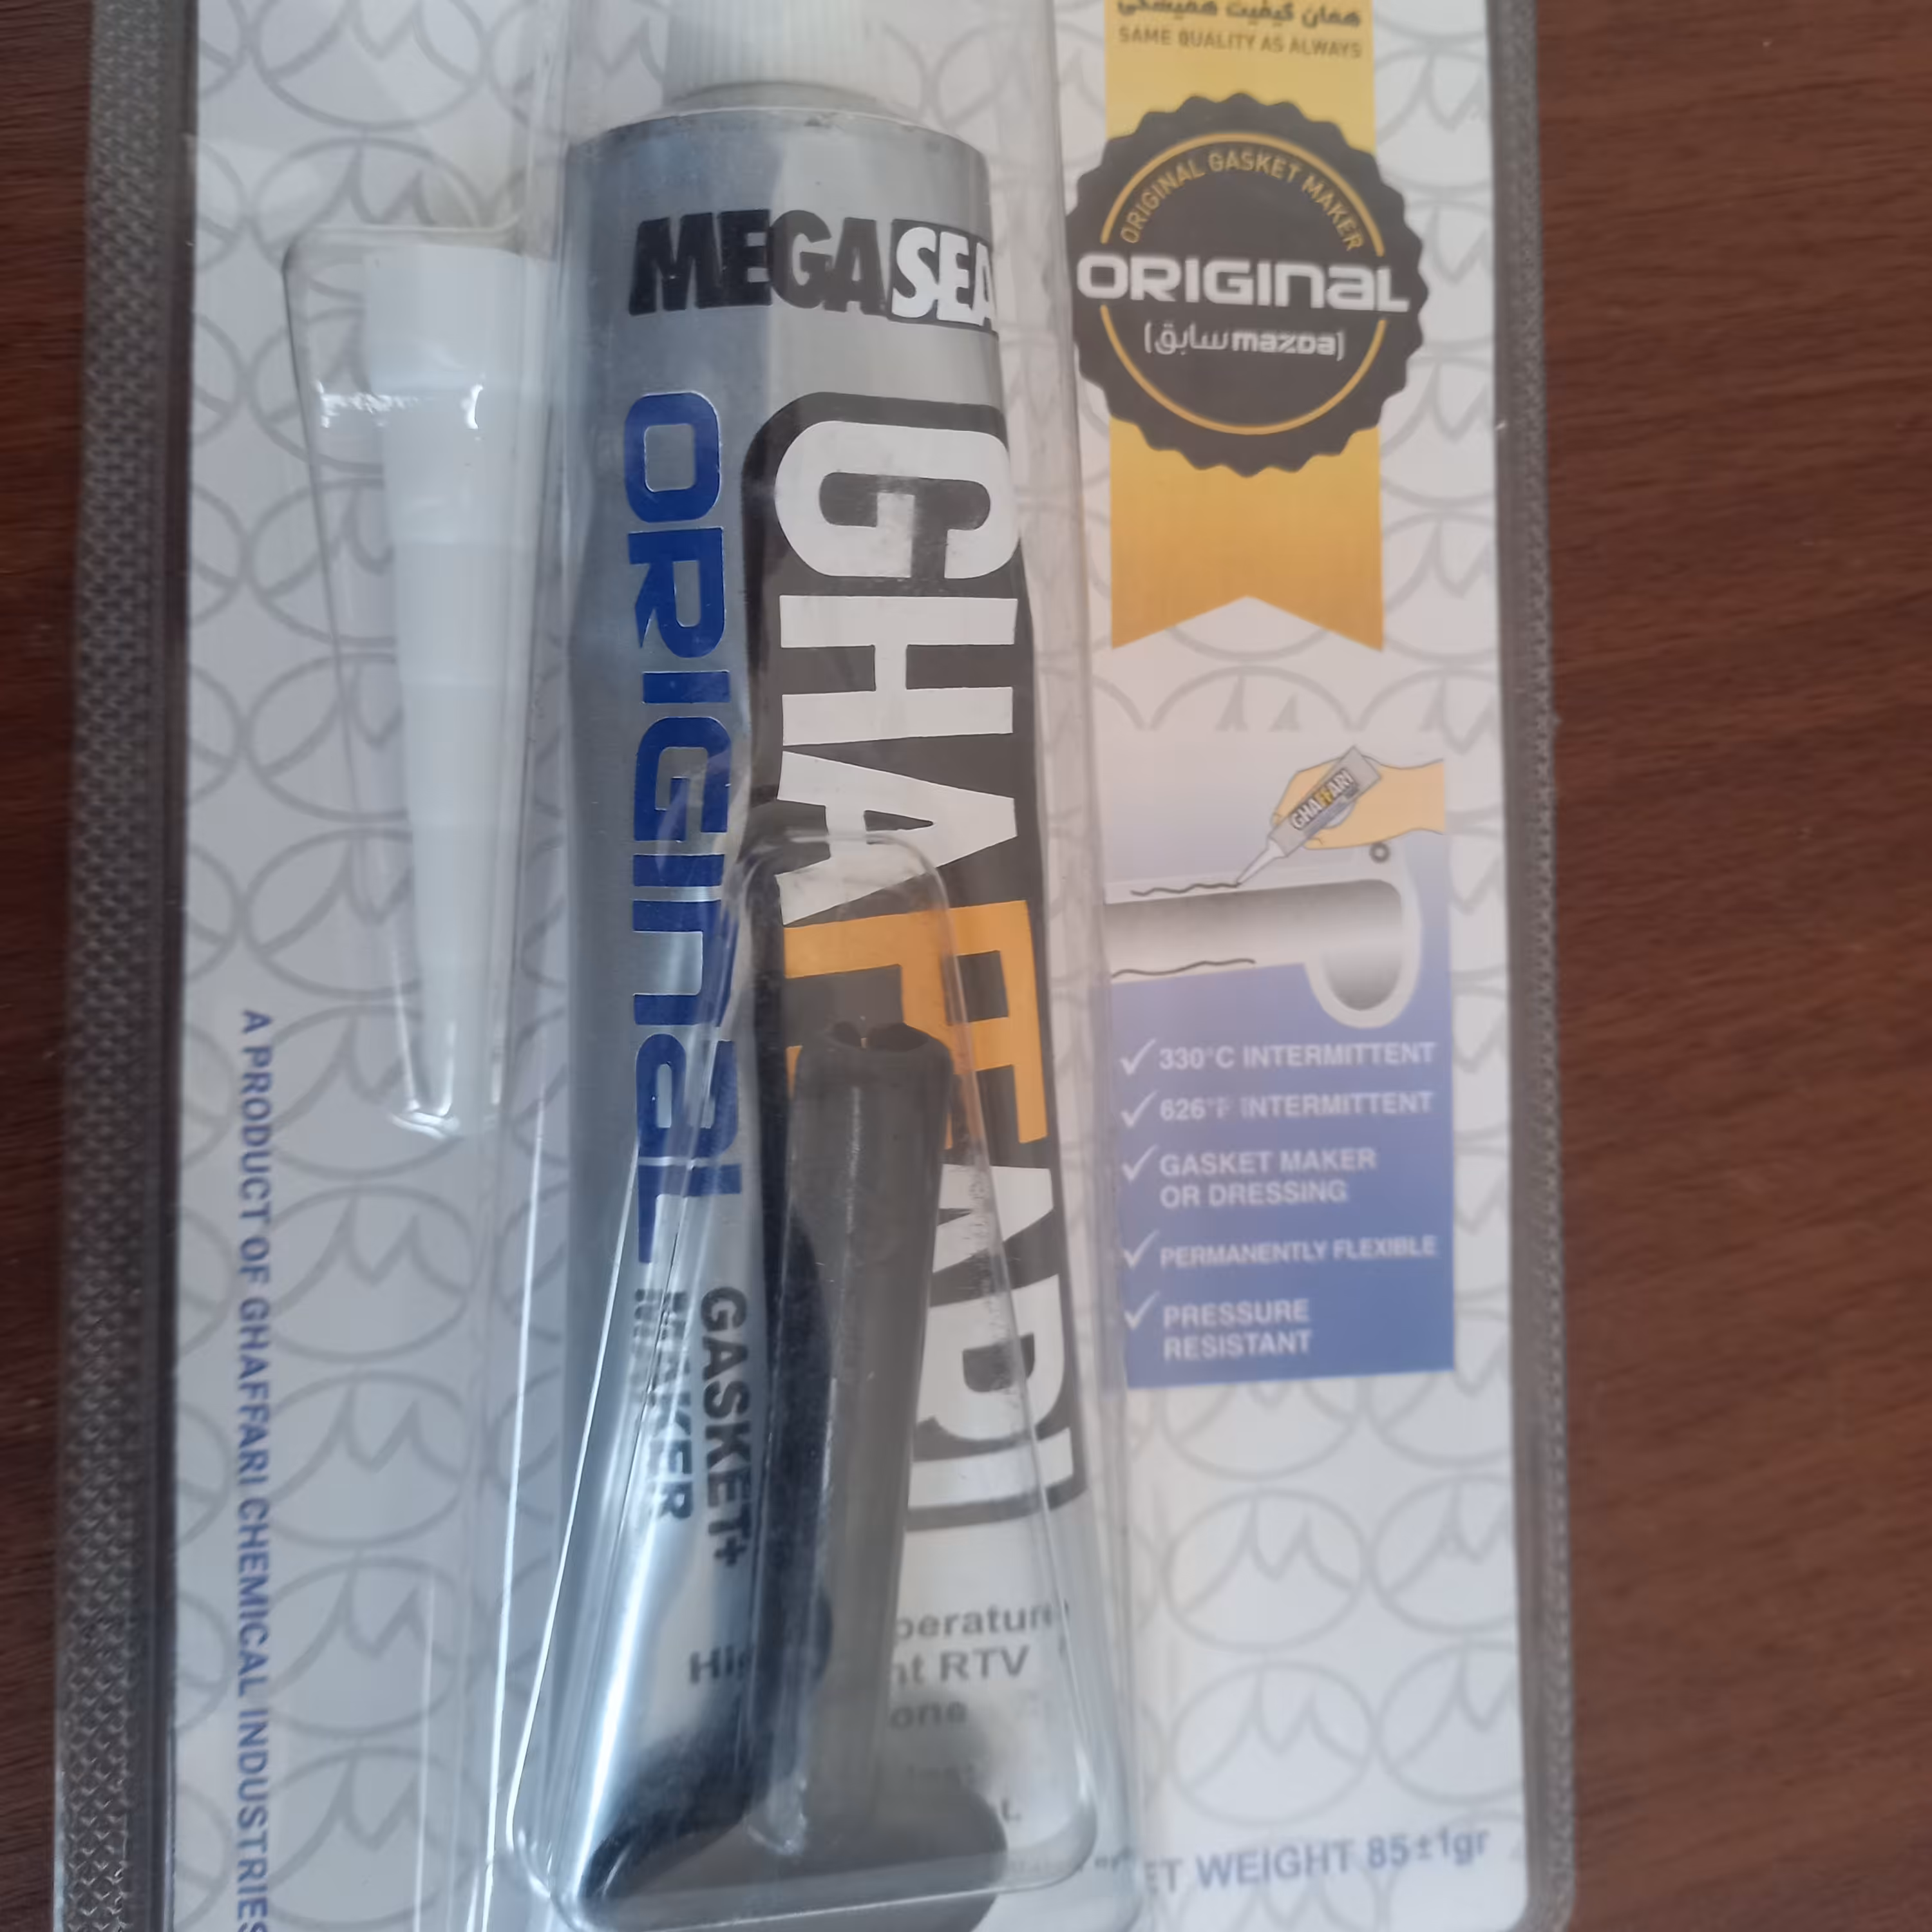 همان کیفیت همیشگی
SAME QUALITY AS ALWAYS
ORIGINAL GASKET MAKER
ORIGINAL
(mazda سابق)
MEGASEA
GHAFFARI
ORIGINAL
GASKET+
MAKER
RTV
GHAFFARI
330°C INTERMITTENT
626°F INTERMITTENT
GASKET MAKER
OR DRESSING
PERMANENTLY FLEXIBLE
PRESSURE
RESISTANT
A PRODUCT OF GHAFFARI CHEMICAL INDUSTRIES
WEIGHT 85±1gr